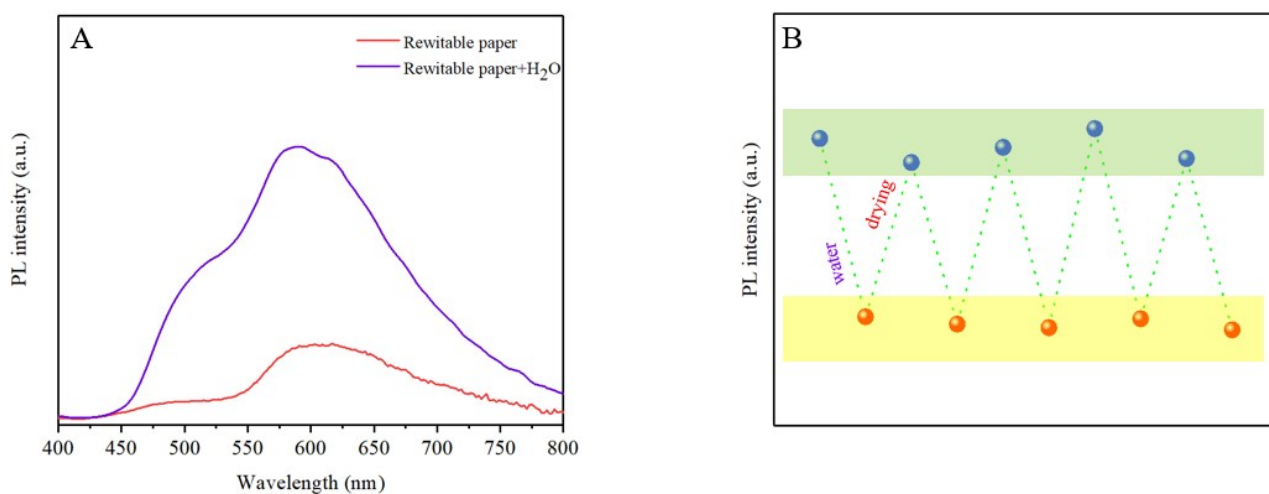 A
Rewitable paper
Rewitable paper+H₂O
PL intensity (a.u.)
400 450 500 550 600 650 700 750 800
Wavelength (nm)
B
PL intensity (a.u.)
water
drying